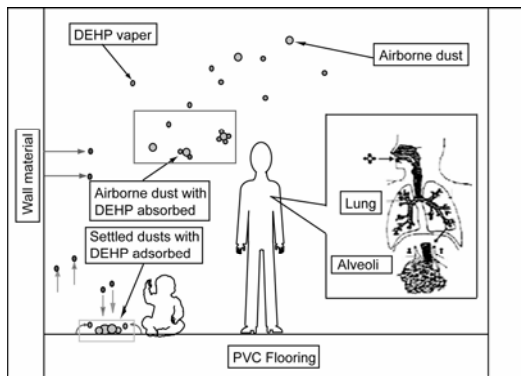 DEHP vaper
Airborne dust
Wall material
Airborne dust with
DEHP absorbed
Settled dusts with
DEHP adsorbed
Lung
Alveoli
PVC Flooring